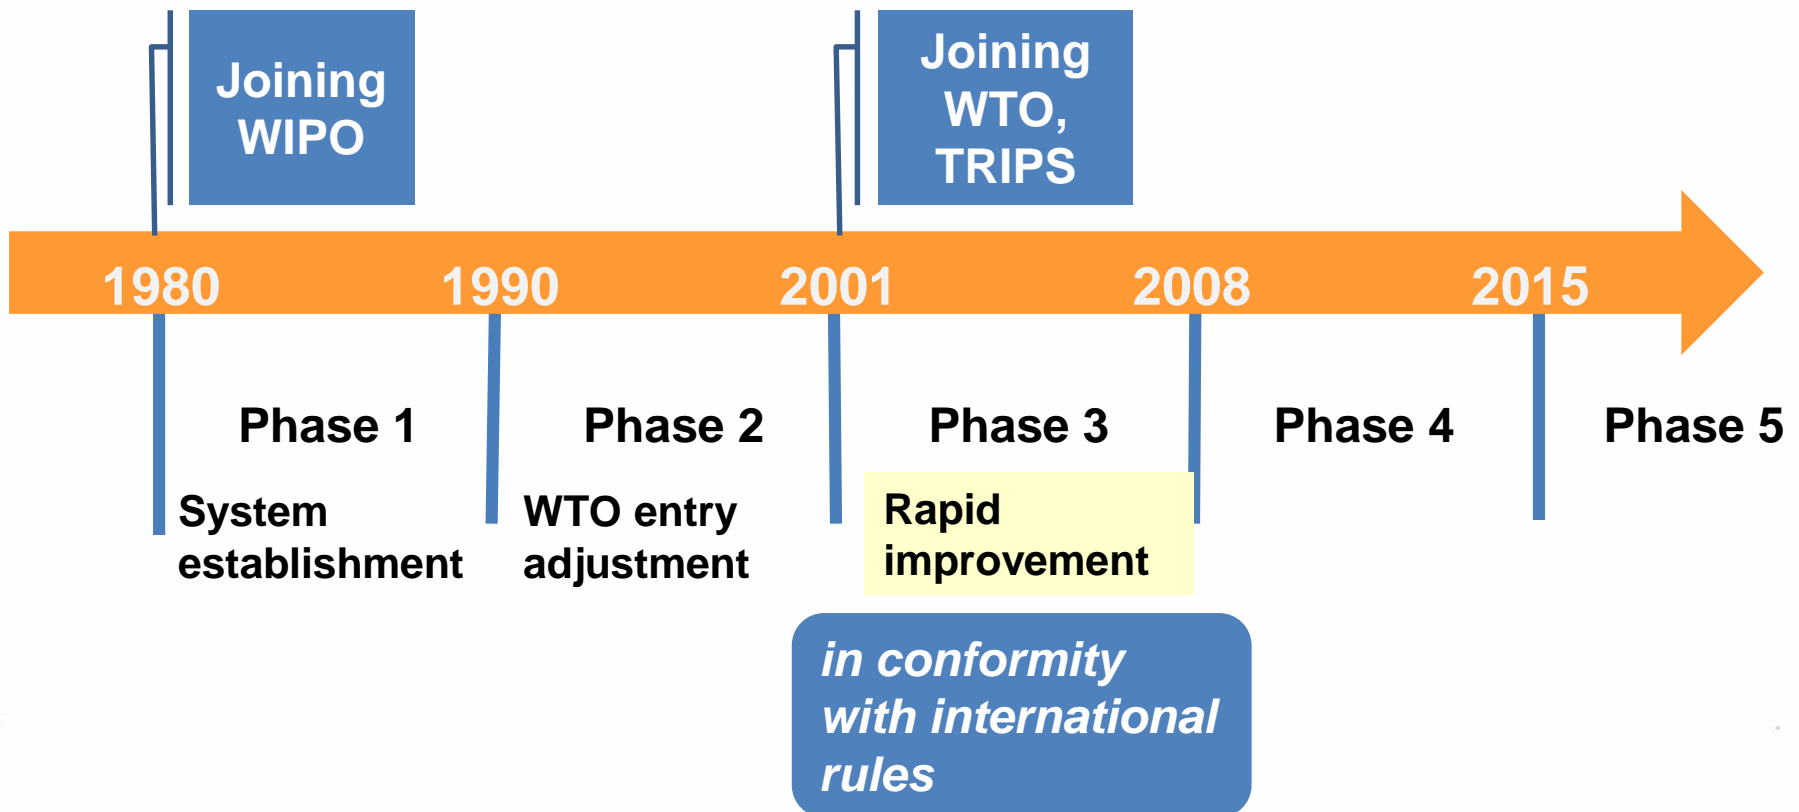 Joining
WIPO
Joining
WTO,
TRIPS
1980 1990 2001 2008 2015
Phase 1 Phase 2 Phase 3 Phase 4 Phase 5
System
establishment
WTO entry
adjustment
Rapid
improvement
in conformity
with international
rules